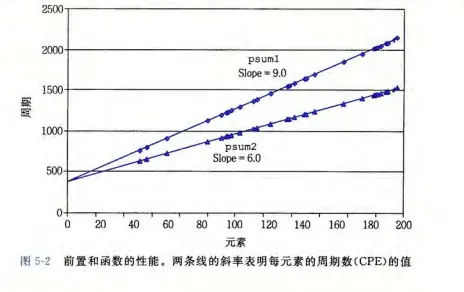 2500
2000
1500
1000
500
0
周期
psum1
Slope = 9.0
psum2
Slope = 6.0
0 20 40 60 80 100 120 140 160 180 200
元素
图 5-2 前置和函数的性能。两条线的斜率表明每元素的周期数(CPE)的值